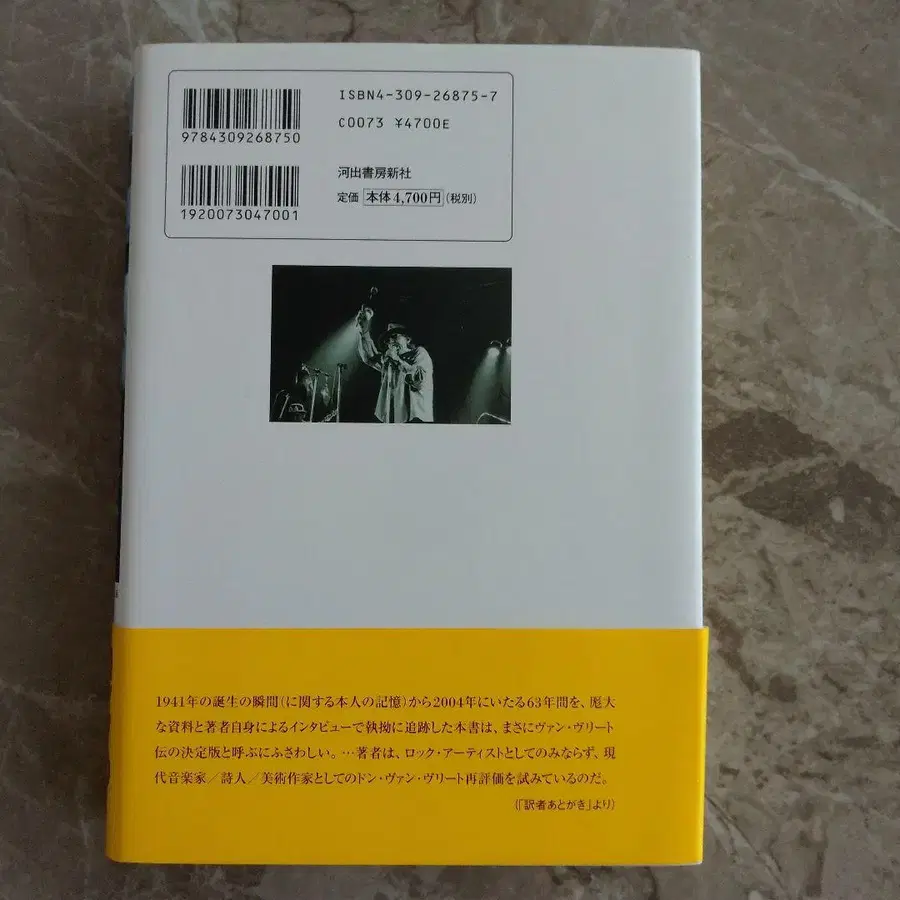 ISBN4-309-26875-7
C0073 ¥4700E
9784309268750
河出書房新社
定価 本体4,700円(税別)
1920073047001
1941年の誕生の瞬間(に関する本人の記憶)から2004年にいたる63年間を、厖大
な資料と著者自身によるインタビューで執拗に追跡した本書は、まさにヴァン・ヴリート
伝の決定版と呼ぶにふさわしい。…著者は、ロック・アーティストとしてのみならず、現
代音楽家／詩人／美術作家としてのドン・ヴァン・ヴリート再評価を試みているのだ。
(「訳者あとがき」より)